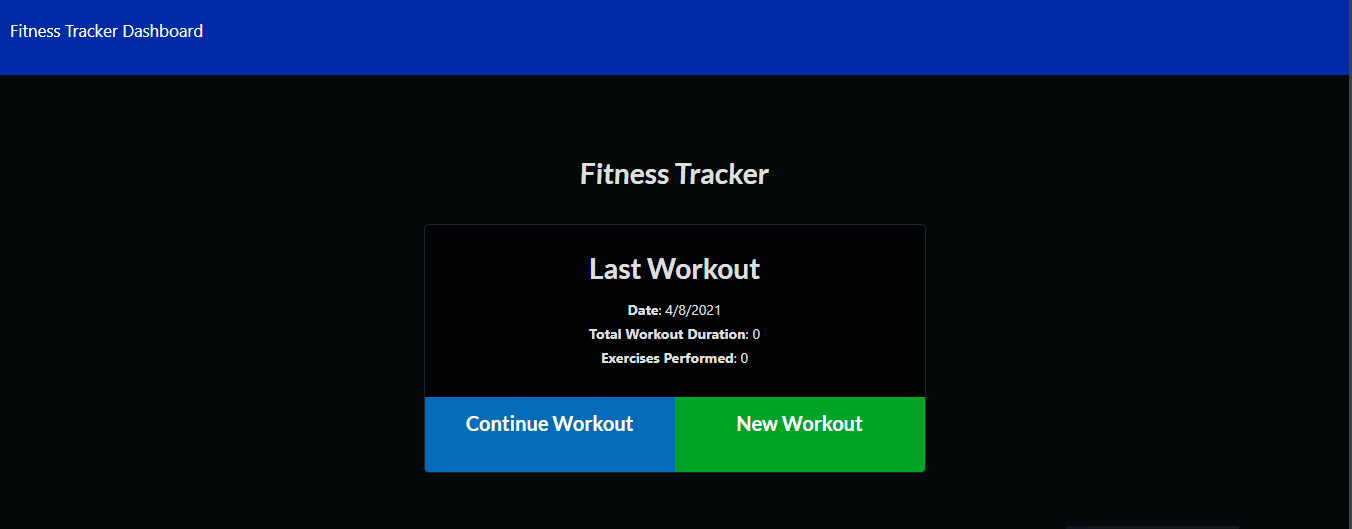 Fitness Tracker Dashboard
Fitness Tracker
Last Workout
Date: 4/8/2021
Total Workout Duration: 0
Exercises Performed: 0
Continue Workout
New Workout